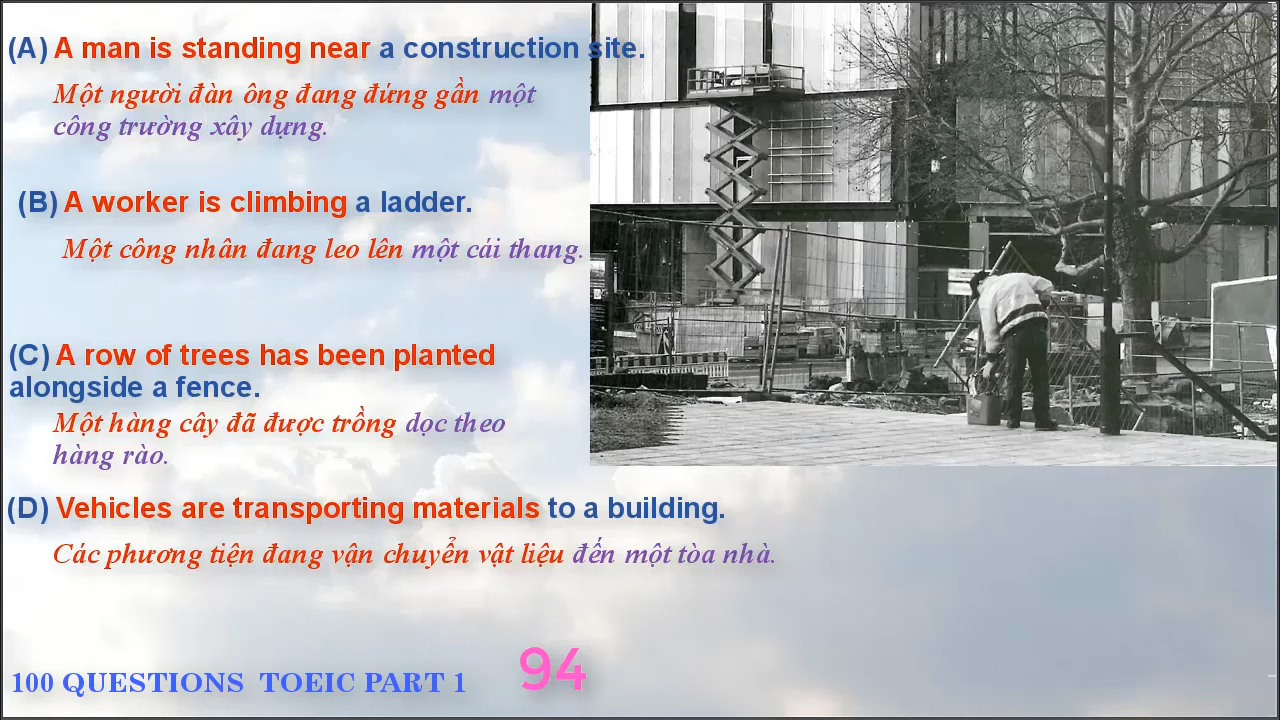 (A) A man is standing near a construction site.
Một người đàn ông đang đứng gần một
công trường xây dựng.
(B) A worker is climbing a ladder.
Một công nhân đang leo lên một cái thang.
(C) A row of trees has been planted
alongside a fence.
Một hàng cây đã được trồng dọc theo
hàng rào.
(D) Vehicles are transporting materials to a building.
Các phương tiện đang vận chuyển vật liệu đến một tòa nhà.
100 QUESTIONS TOEIC PART 1 94